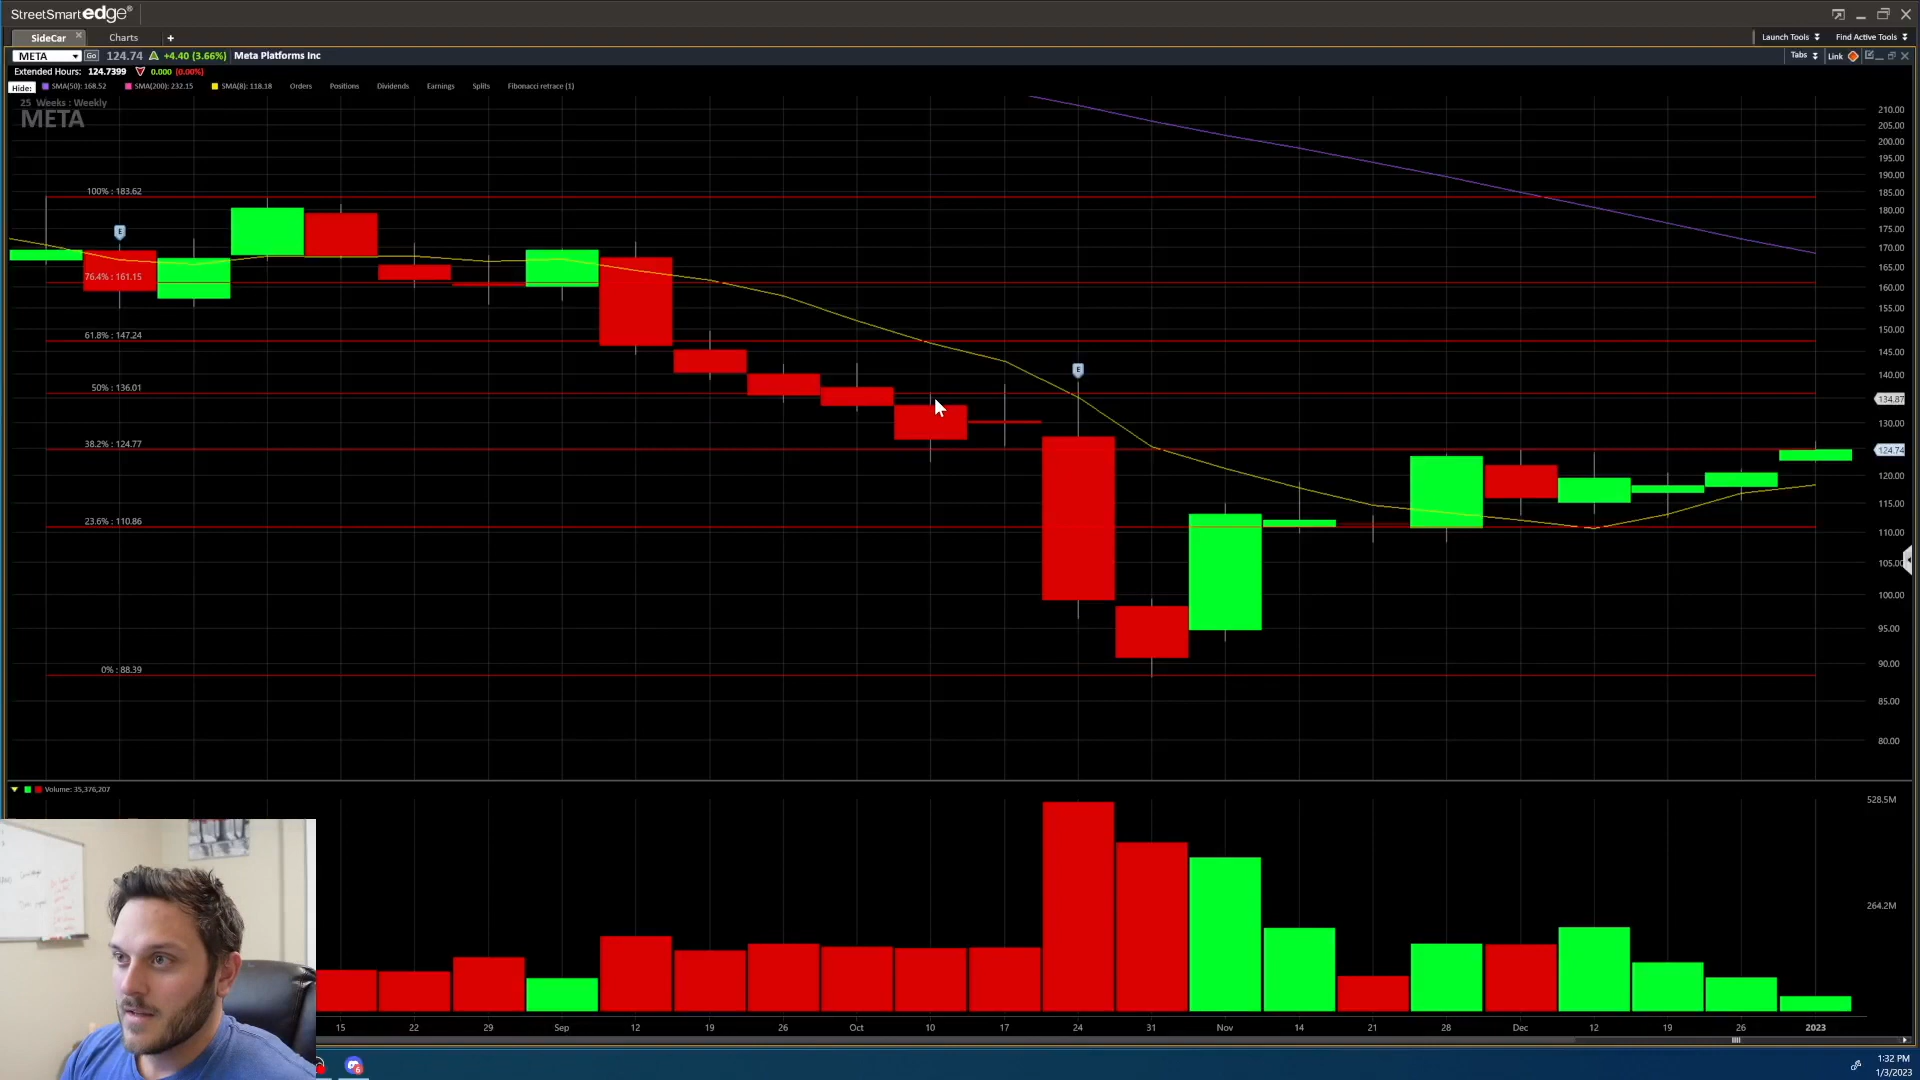 StreetSmart edge®
SideCar
Charts
+
Launch Tools
Find Active Tools
META
Go
124.74
+4.40 (3.66%)
Meta Platforms Inc
Tabs
Link
Extended Hours: 124.7399 0.000 (0.00%)
Hide:
SMA(50): 168.52
SMA(200): 232.15
SMA(8): 118.18
Orders
Positions
Dividends
Earnings
Splits
Fibonacci retrace (1)
25 Weeks : Weekly
META
210.00
205.00
200.00
195.00
190.00
185.00
180.00
175.00
170.00
165.00
160.00
155.00
150.00
145.00
140.00
134.87
130.00
124.74
120.00
115.00
110.00
105.00
100.00
95.00
90.00
85.00
80.00
100% : 183.62
E
76.4% : 161.15
61.8% : 147.24
50% : 136.01
E
38.2% : 124.77
23.6% : 110.86
0% : 88.39
Volume: 35,376,207
528.5M
264.2M
15 22 29 Sep 12 19 26 Oct 10 17 24 31 Nov 14 21 28 Dec 12 19 26 2023
6
1:32 PM
1/3/2023